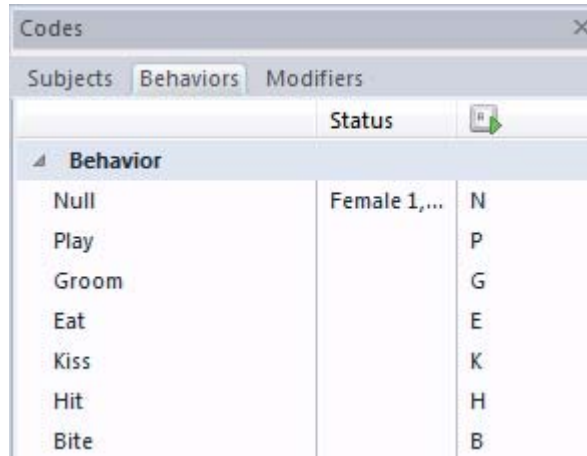 Codes
Subjects Behaviors Modifiers
Status
Behavior
Null Female 1,... N
Play P
Groom G
Eat E
Kiss K
Hit H
Bite B